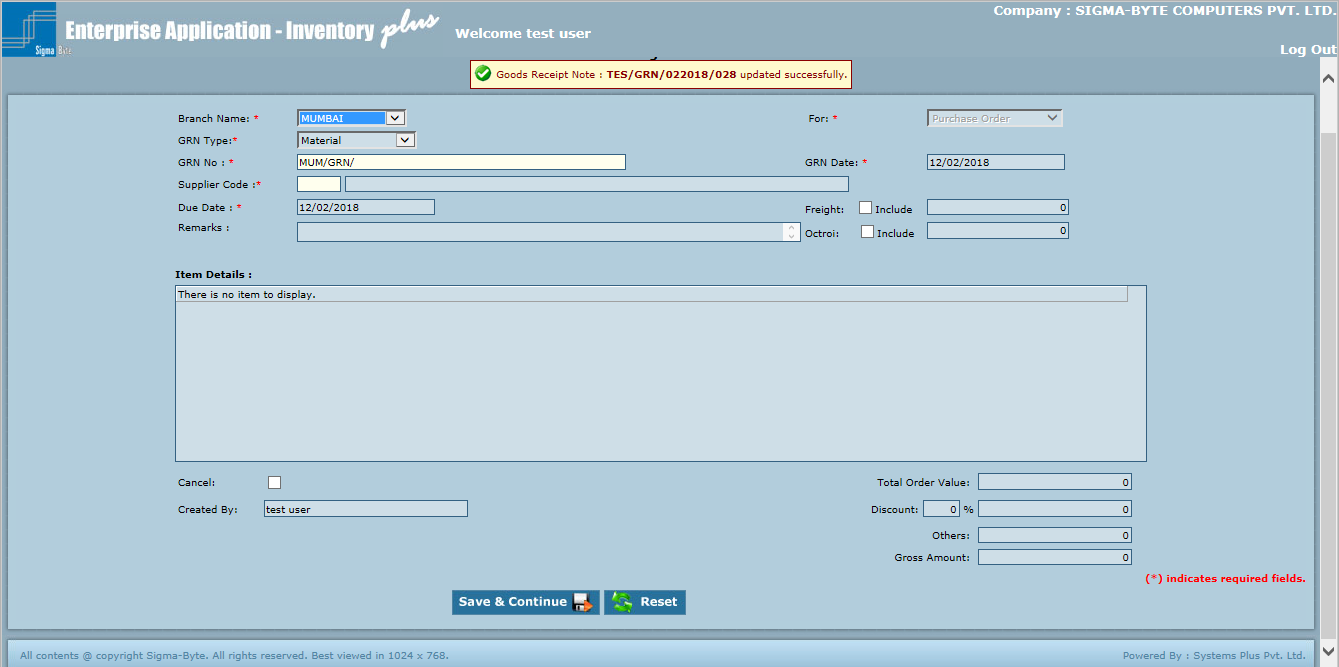 Company : SIGMA-BYTE COMPUTERS PVT. LTD.
Enterprise Application - Inventory plus
Welcome test user
Sigma Byte
Log Out
Goods Receipt Note : TES/GRN/022018/028 updated successfully.
Branch Name: * MUMBAI For: * Purchase Order
GRN Type:* Material
GRN No : * MUM/GRN/ GRN Date: * 12/02/2018
Supplier Code :*
Due Date : * 12/02/2018 Freight: Include 0
Remarks : Octroi: Include 0
Item Details :
There is no item to display.
Cancel: Total Order Value: 0
Created By: test user Discount: 0 % 0
Others: 0
Gross Amount: 0
(*) indicates required fields.
Save & Continue Reset
All contents @ copyright Sigma-Byte. All rights reserved. Best viewed in 1024 x 768. Powered By : Systems Plus Pvt. Ltd.